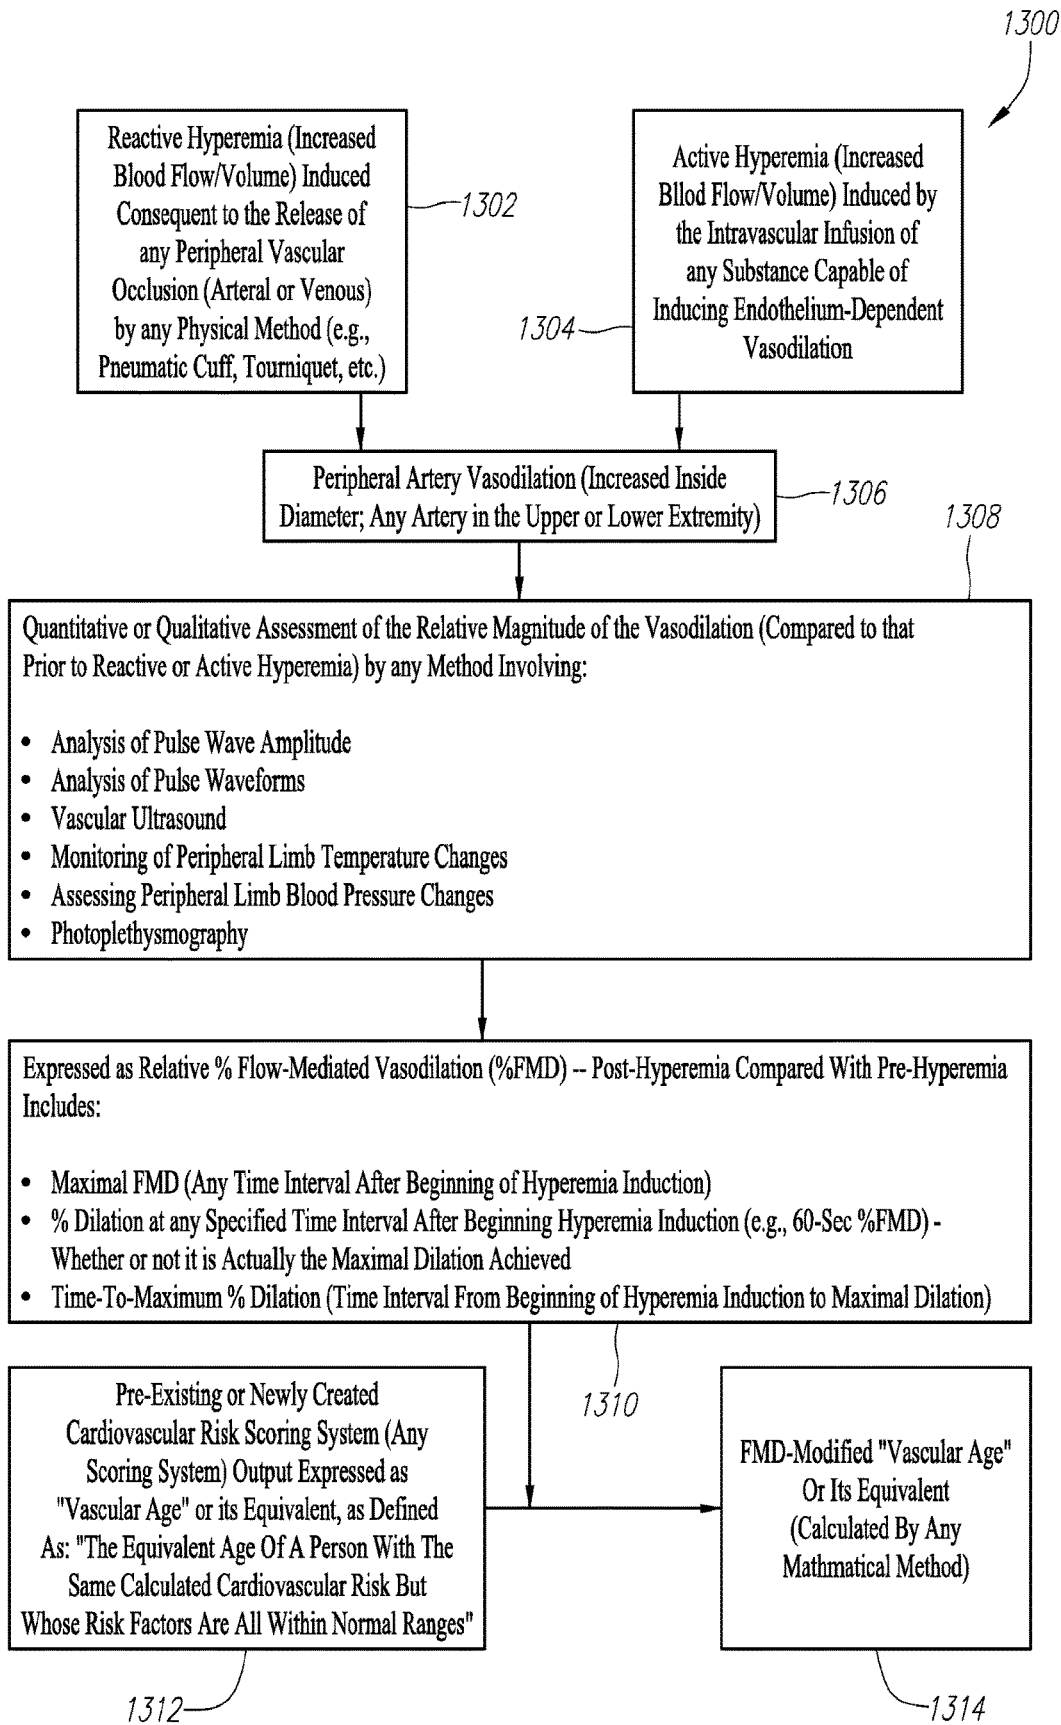 1300
Reactive Hyperemia (Increased
Blood Flow/Volume) Induced
Consequent to the Release of
any Peripheral Vascular
Occlusion (Arteral or Venous)
by any Physical Method (e.g.,
Pneumatic Cuff, Tourniquet, etc.)
1302
Active Hyperemia (Increased
Bllod Flow/Volume) Induced by
the Intravascular Infusion of
any Substance Capable of
Inducing Endothelium-Dependent
Vasodilation
1304
Peripheral Artery Vasodilation (Increased Inside
Diameter; Any Artery in the Upper or Lower Extremity)
1306
1308
Quantitative or Qualitative Assessment of the Relative Magnitude of the Vasodilation (Compared to that
Prior to Reactive or Active Hyperemia) by any Method Involving:
• Analysis of Pulse Wave Amplitude
• Analysis of Pulse Waveforms
• Vascular Ultrasound
• Monitoring of Peripheral Limb Temperature Changes
• Assessing Peripheral Limb Blood Pressure Changes
• Photoplethysmography
Expressed as Relative % Flow-Mediated Vasodilation (%FMD) -- Post-Hyperemia Compared With Pre-Hyperemia
Includes:
• Maximal FMD (Any Time Interval After Beginning of Hyperemia Induction)
• % Dilation at any Specified Time Interval After Beginning Hyperemia Induction (e.g., 60-Sec %FMD) -
Whether or not it is Actually the Maximal Dilation Achieved
• Time-To-Maximum % Dilation (Time Interval From Beginning of Hyperemia Induction to Maximal Dilation)
1310
Pre-Existing or Newly Created
Cardiovascular Risk Scoring System (Any
Scoring System) Output Expressed as
"Vascular Age" or its Equivalent, as Defined
As: "The Equivalent Age Of A Person With The
Same Calculated Cardiovascular Risk But
Whose Risk Factors Are All Within Normal Ranges"
1312
FMD-Modified "Vascular Age"
Or Its Equivalent
(Calculated By Any
Mathmatical Method)
1314